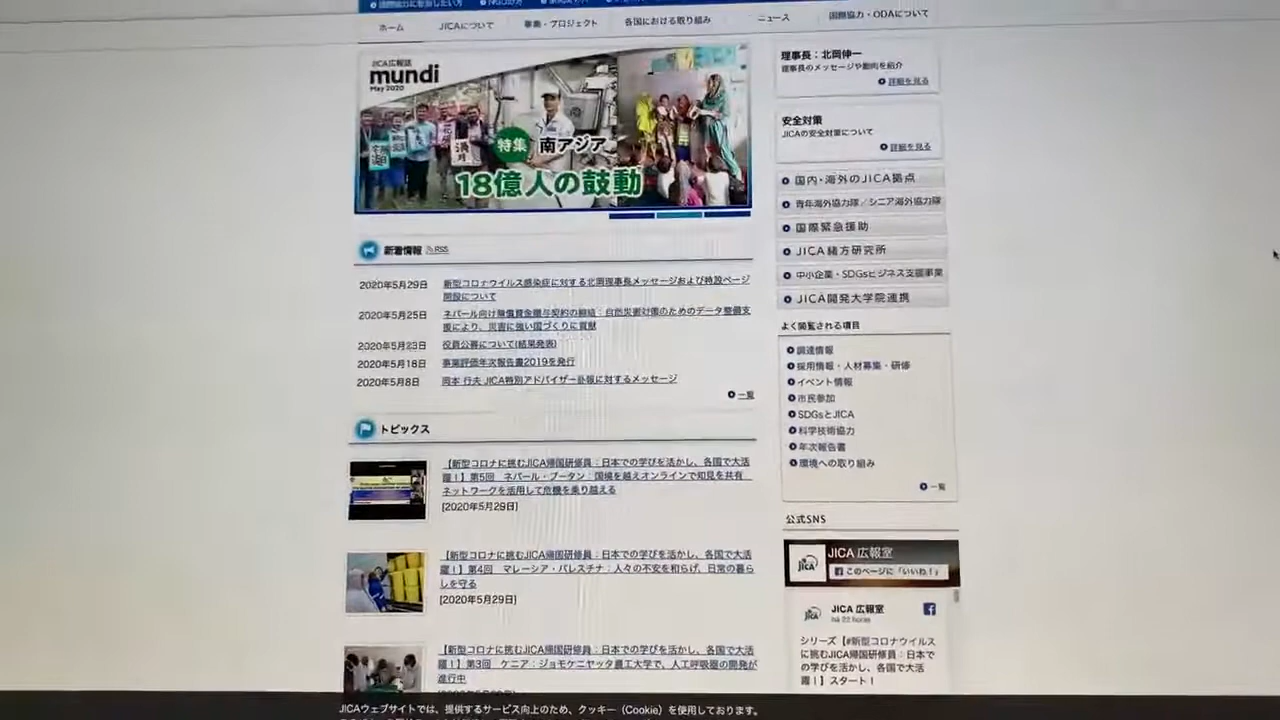 国際協力に参加したい方
NGOの方
ホーム
JICAについて
事業・プロジェクト
各国における取り組み
ニュース
国際協力・ODAについて
JICA広報誌
mundi
May 2020
特集
南アジア
18億人の鼓動
理事長：北岡伸一
理事長のメッセージや動向を紹介
詳細を見る
安全対策
JICAの安全対策について
詳細を見る
国内・海外のJICA拠点
青年海外協力隊／シニア海外協力隊
国際緊急援助
JICA緒方研究所
中小企業・SDGsビジネス支援事業
JICA開発大学院連携
新着情報 RSS
2020年5月29日 新型コロナウイルス感染症に対する北岡理事長メッセージおよび特設ページ
開設について
2020年5月25日 ネパール向け無償資金贈与契約の締結：自然災害対策のためのデータ整備支
援により、災害に強い国づくりに貢献
2020年5月23日 役員公募について(結果発表)
2020年5月18日 事業評価年次報告書2019を発行
2020年5月8日 岡本 行夫 JICA特別アドバイザー訃報に対するメッセージ
一覧
よく閲覧される項目
調達情報
採用情報・人材募集・研修
イベント情報
市民参加
SDGsとJICA
科学技術協力
年次報告書
環境への取り組み
一覧
トピックス
【新型コロナに挑むJICA帰国研修員：日本での学びを活かし、各国で大活
躍！】第5回 ネパール・ブータン：国境を越えオンラインで知見を共有
ネットワークを活用して危機を乗り越える
[2020年5月29日]
【新型コロナに挑むJICA帰国研修員：日本での学びを活かし、各国で大活
躍！】第4回 マレーシア・パレスチナ：人々の不安を和らげ、日常の暮ら
しを守る
[2020年5月29日]
【新型コロナに挑むJICA帰国研修員：日本での学びを活かし、各国で大活
躍！】第3回 ケニア：ジョモケニヤッタ農工大学で、人工呼吸器の開発が
進行中
公式SNS
JICA 広報室
このページに「いいね！」
JICA 広報室
há 22 horas
シリーズ【#新型コロナウイルス
に挑むJICA帰国研修員：日本で
の学びを活かし、各国で大活
躍！】スタート！
JICAウェブサイトでは、提供するサービス向上のため、クッキー（Cookie）を使用しております。